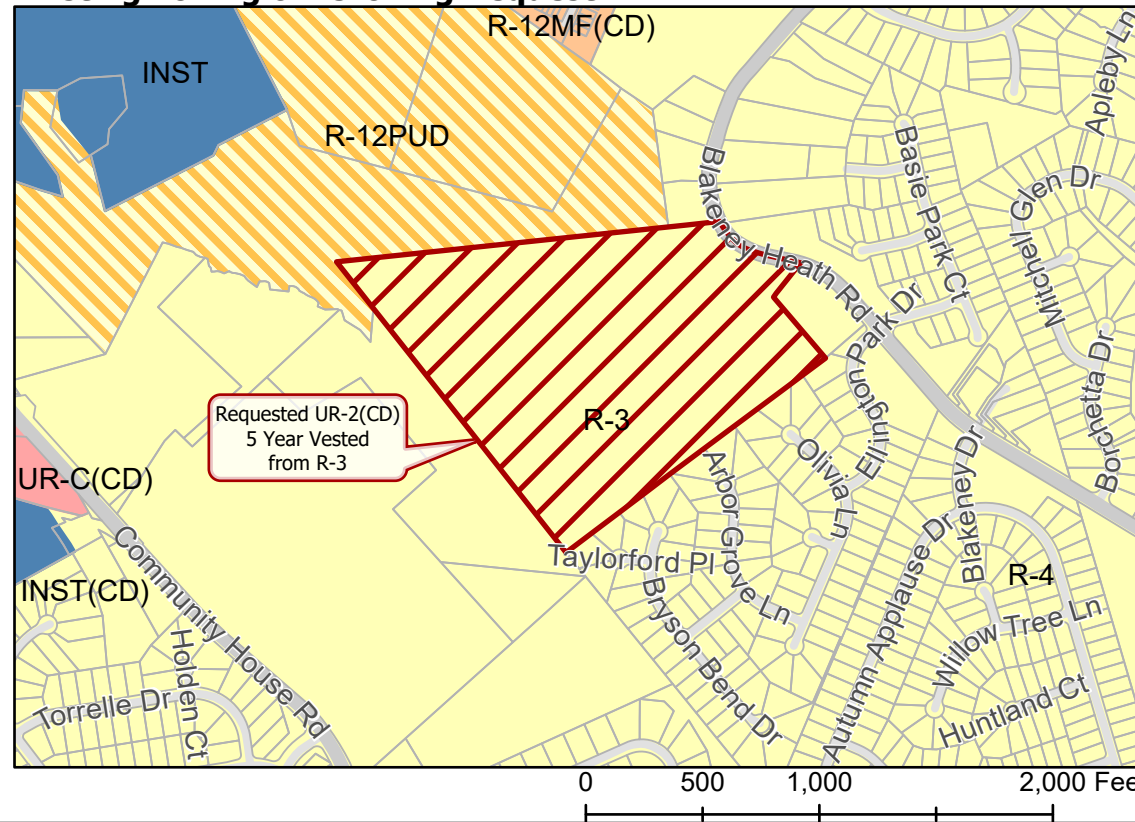 R-12MF(CD)
INST
R-12PUD
Apleby Ln
Basie Park Ct
Glen Dr
Mitchell
Blakeney Heath Rd
Ellington Park Dr
Borchetta Dr
Requested UR-2(CD)
5 Year Vested
from R-3
R-3
UR-C(CD)
Olivia Ln
Arbor Grove Ln
Blakeney Dr
Community House Rd
Taylorford Pl
Autumn Applause Dr
R-4
INST(CD)
Bryson Bend Dr
Willow Tree Ln
Holden Ct
Torrelle Dr
Huntland Ct
0 500 1,000 2,000 Fee